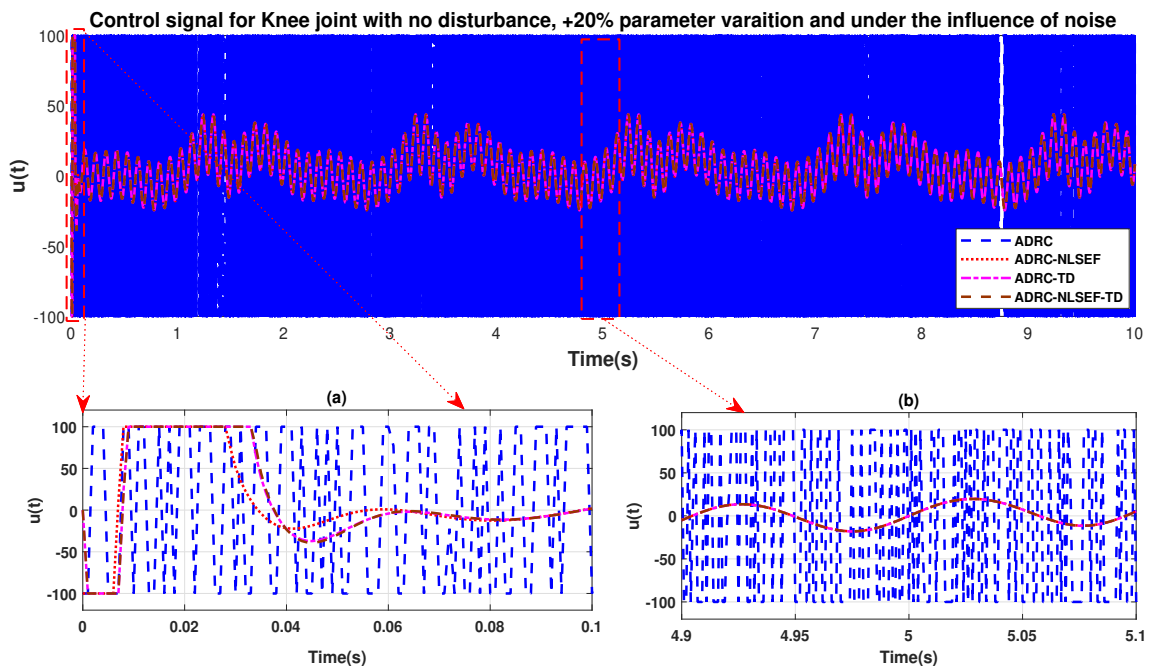 Control signal for Knee joint with no disturbance, +20% parameter varaition and under the influence of noise
100
50
0
-50
-100
u(t)
0 1 2 3 4 5 6 7 8 9 10
Time(s)
ADRC
ADRC-NLSEF
ADRC-TD
ADRC-NLSEF-TD
(a)
100
50
0
-50
-100
u(t)
0 0.02 0.04 0.06 0.08 0.1
Time(s)
(b)
100
50
0
-50
-100
u(t)
4.9 4.95 5 5.05 5.1
Time(s)